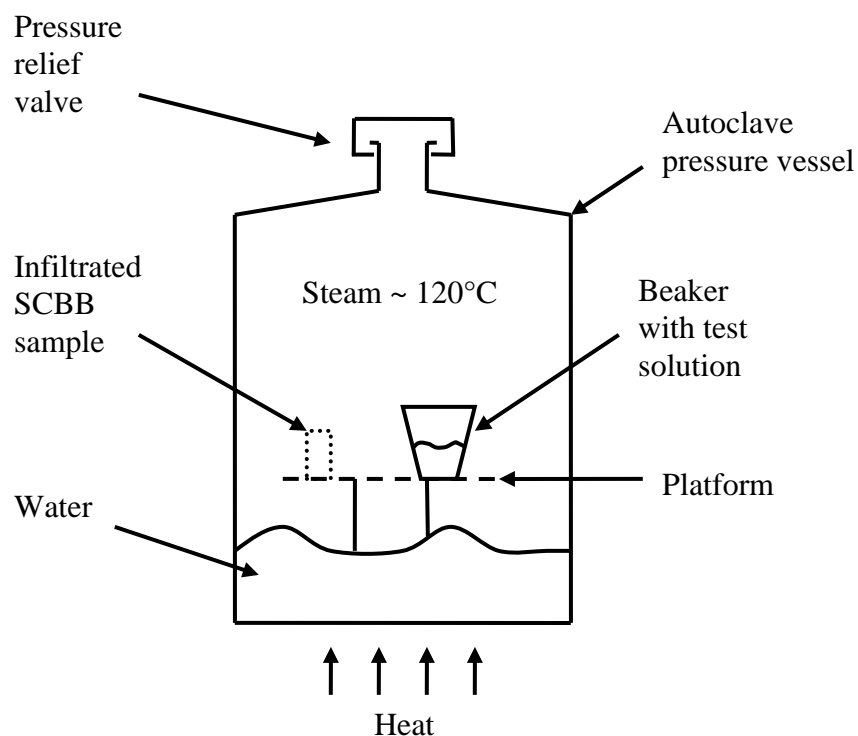 Pressure
relief
valve
Autoclave
pressure vessel
Infiltrated
SCBB
sample
Steam ~ 120°C
Beaker
with test
solution
Water
Platform
Heat